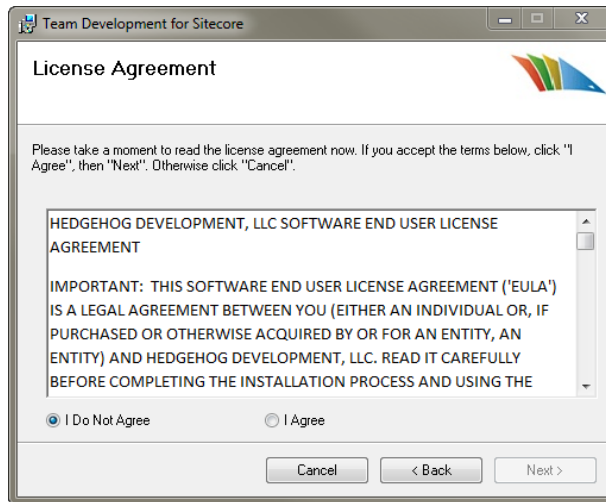 Team Development for Sitecore
License Agreement
Please take a moment to read the license agreement now. If you accept the terms below, click "I
Agree", then "Next". Otherwise click "Cancel".
HEDGEHOG DEVELOPMENT, LLC SOFTWARE END USER LICENSE
AGREEMENT
IMPORTANT:  THIS SOFTWARE END USER LICENSE AGREEMENT ('EULA')
IS A LEGAL AGREEMENT BETWEEN YOU (EITHER AN INDIVIDUAL OR, IF
PURCHASED OR OTHERWISE ACQUIRED BY OR FOR AN ENTITY, AN
ENTITY) AND HEDGEHOG DEVELOPMENT, LLC. READ IT CAREFULLY
BEFORE COMPLETING THE INSTALLATION PROCESS AND USING THE
I Do Not Agree
I Agree
Cancel
< Back
Next >